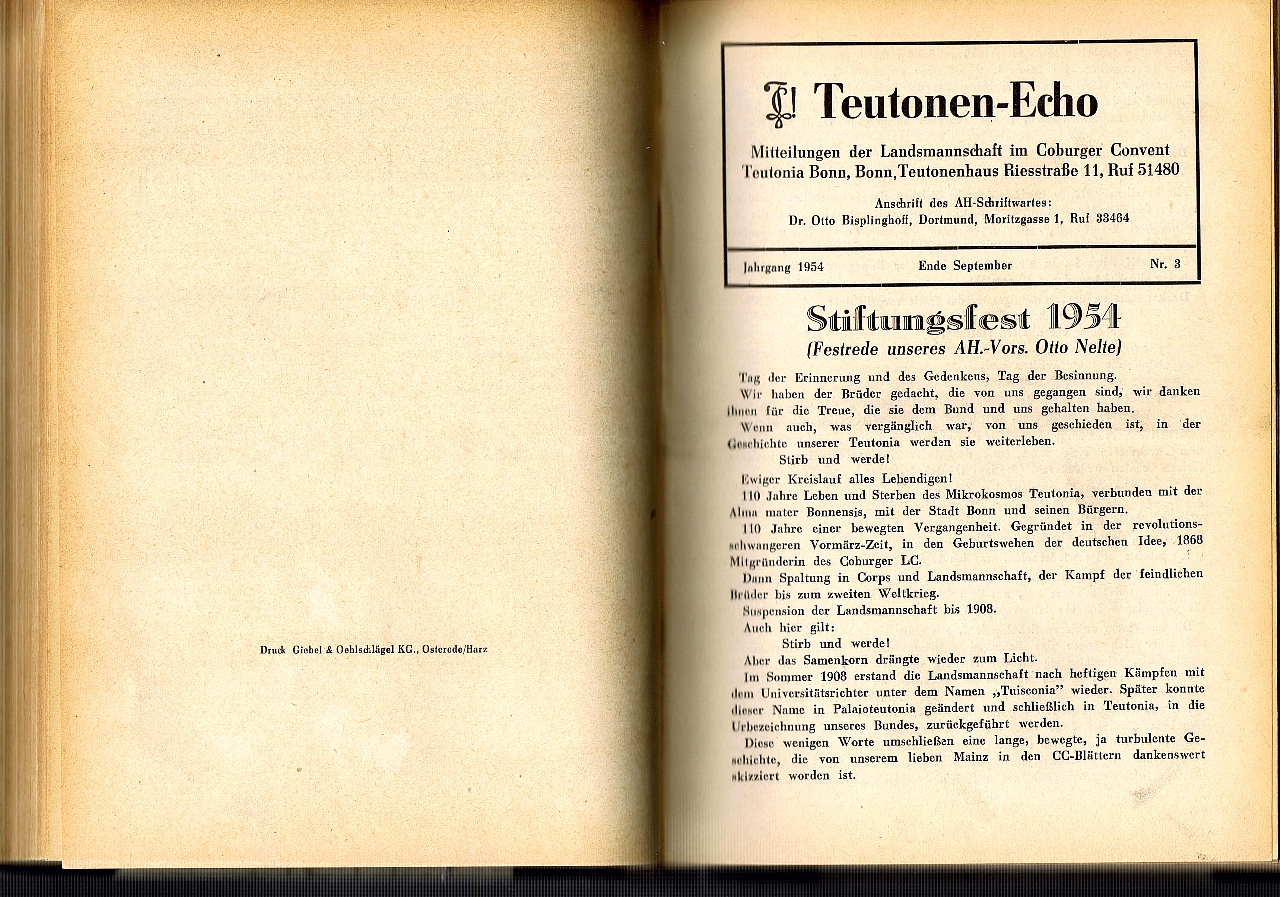 Druck Giebel & Oehlschlägel KG., Osterode/Harz
T! Teutonen-Echo
Mitteilungen der Landsmannschaft im Coburger Convent
Teutonia Bonn, Bonn, Teutonenhaus Riesstraße 11, Ruf 51480
Anschrift des AH-Schriftwartes:
Dr. Otto Bisplinghoff, Dortmund, Moritzgasse 1, Ruf 33464
Jahrgang 1954 Ende September Nr. 3
Stiftungsfest 1954
(Festrede unseres AH.-Vors. Otto Nelte)
Tag der Erinnerung und des Gedenkens, Tag der Besinnung.
Wir haben der Brüder gedacht, die von uns gegangen sind, wir danken
ihnen für die Treue, die sie dem Bund und uns gehalten haben.
Wenn auch, was vergänglich war, von uns geschieden ist, in der
Geschichte unserer Teutonia werden sie weiterleben.
Stirb und werde!
Ewiger Kreislauf alles Lebendigen!
110 Jahre Leben und Sterben des Mikrokosmos Teutonia, verbunden mit der
Alma mater Bonnensis, mit der Stadt Bonn und seinen Bürgern.
110 Jahre einer bewegten Vergangenheit. Gegründet in der revolutions-
schwangeren Vormärz-Zeit, in den Geburtswehen der deutschen Idee, 1868
Mitgründerin des Coburger LC.
Dann Spaltung in Corps und Landsmannschaft, der Kampf der feindlichen
Brüder bis zum zweiten Weltkrieg.
Suspension der Landsmannschaft bis 1908.
Auch hier gilt:
Stirb und werde!
Aber das Samenkorn drängte wieder zum Licht.
Im Sommer 1908 erstand die Landsmannschaft nach heftigen Kämpfen mit
dem Universitätsrichter unter dem Namen „Tuisconia" wieder. Später konnte
dieser Name in Palaioteutonia geändert und schließlich in Teutonia, in die
Urbezeichnung unseres Bundes, zurückgeführt werden.
Diese wenigen Worte umschließen eine lange, bewegte, ja turbulente Ge-
schichte, die von unserem lieben Mainz in den CC-Blättern dankenswert
skizziert worden ist.